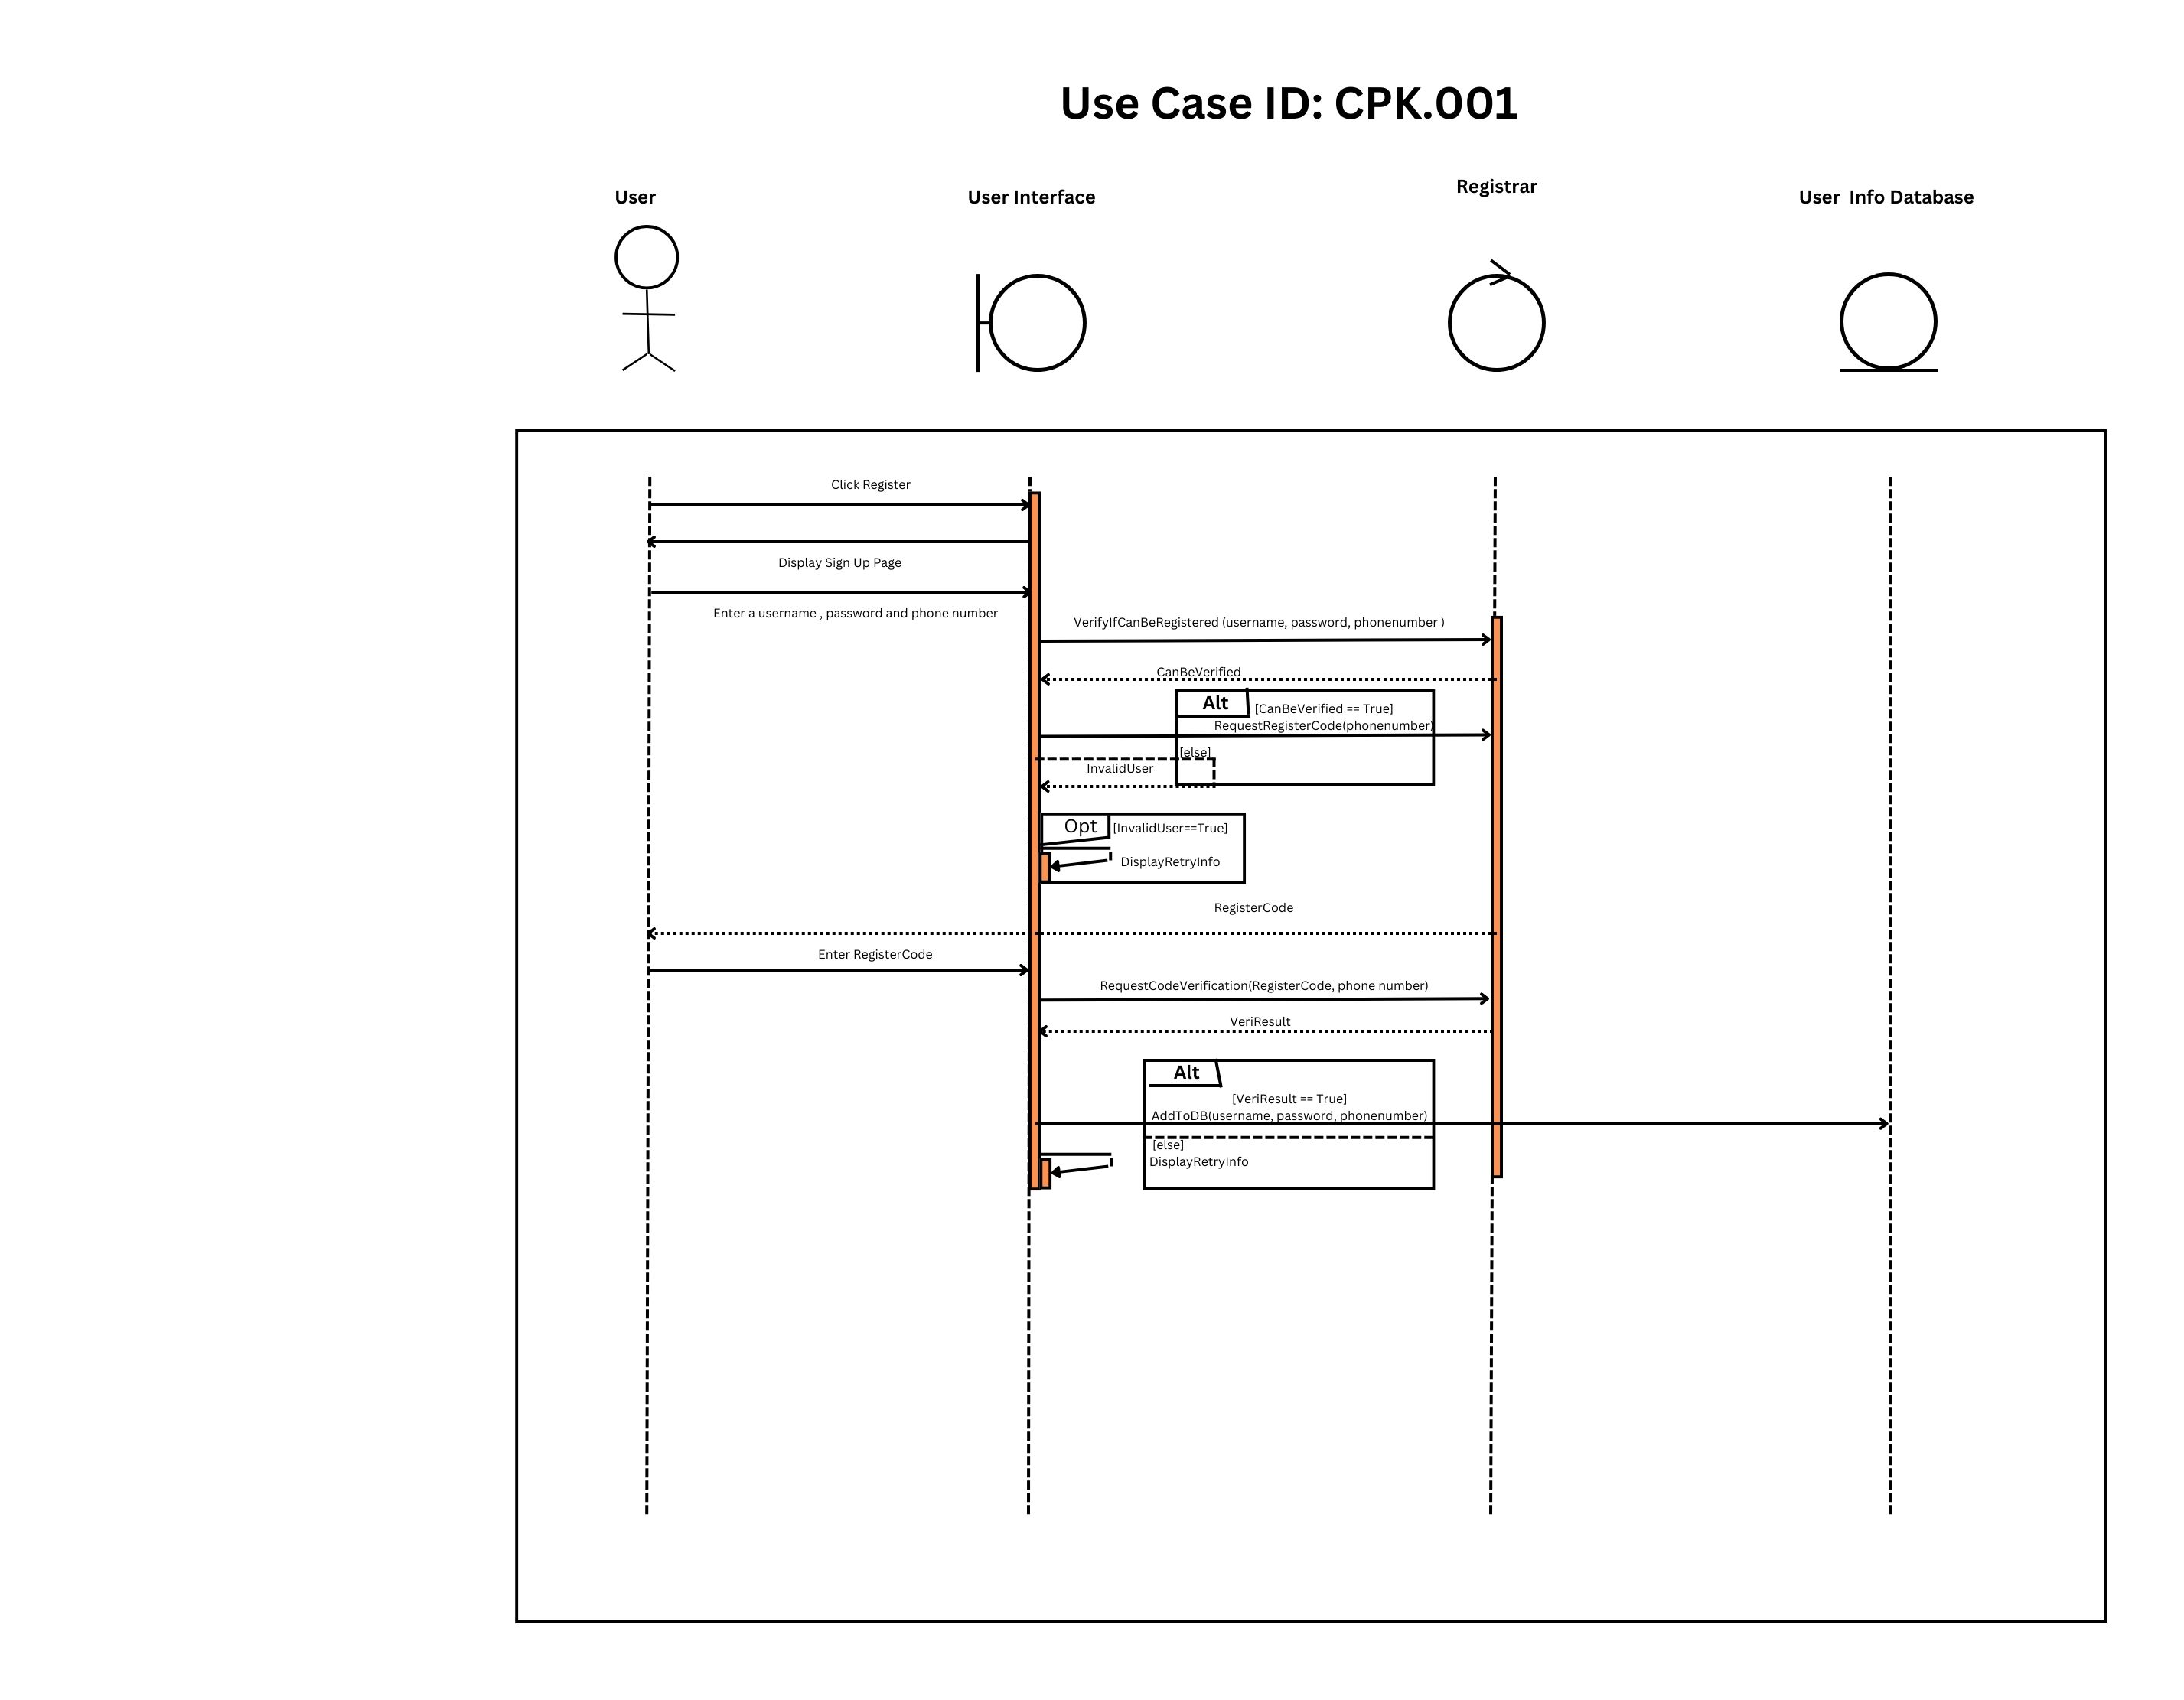 Use Case ID: CPK.001
User
User Interface
Registrar
User  Info Database
Click Register
Display Sign Up Page
Enter a username , password and phone number
VerifyIfCanBeRegistered (username, password, phonenumber )
CanBeVerified
Alt
[CanBeVerified == True]
RequestRegisterCode(phonenumber)
[else]
InvalidUser
Opt
[InvalidUser==True]
DisplayRetryInfo
RegisterCode
Enter RegisterCode
RequestCodeVerification(RegisterCode, phone number)
VeriResult
Alt
[VeriResult == True]
AddToDB(username, password, phonenumber)
[else]
DisplayRetryInfo